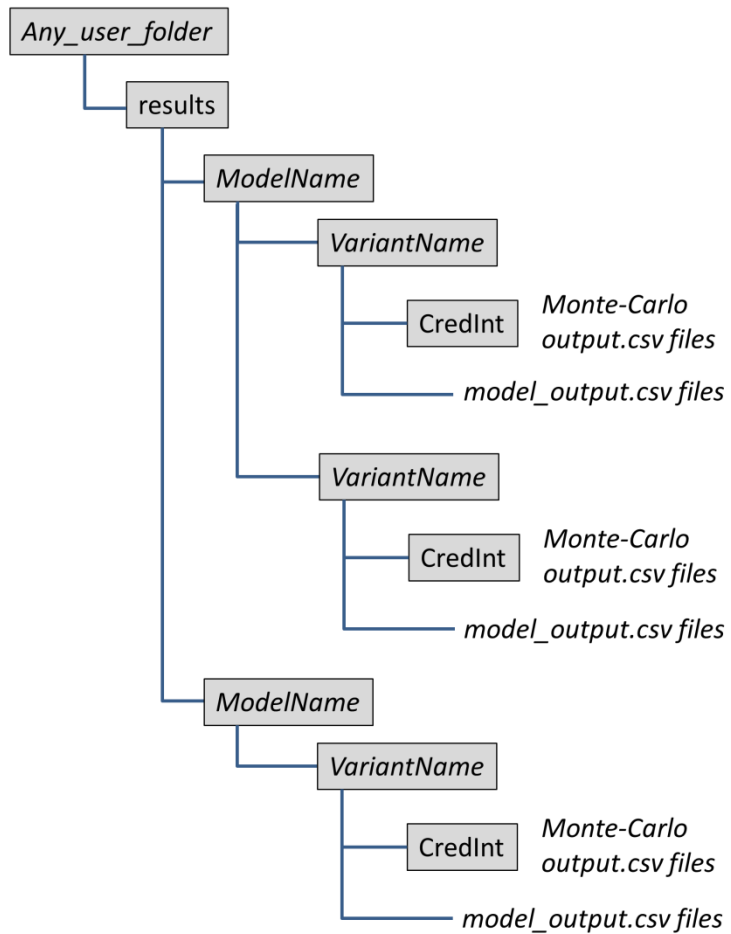 Any_user_folder
results
ModelName
VariantName
CredInt
Monte-Carlo
output.csv files
model_output.csv files
VariantName
CredInt
Monte-Carlo
output.csv files
model_output.csv files
ModelName
VariantName
CredInt
Monte-Carlo
output.csv files
model_output.csv files